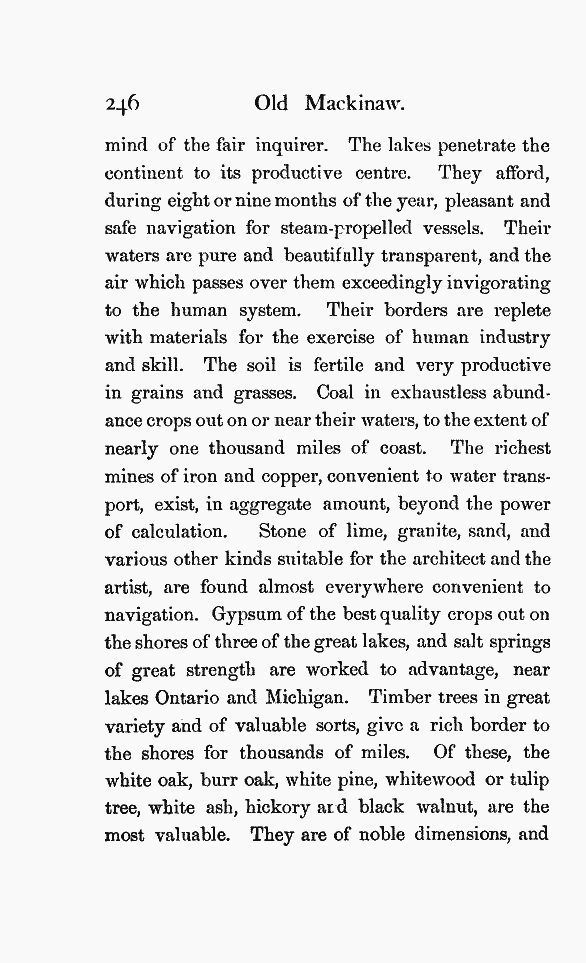 246 Old Mackinaw.
mind of the fair inquirer. The lakes penetrate the
continent to its productive centre. They afford,
during eight or nine months of the year, pleasant and
safe navigation for steam-propelled vessels. Their
waters are pure and beautifully transparent, and the
air which passes over them exceedingly invigorating
to the human system. Their borders are replete
with materials for the exercise of human industry
and skill. The soil is fertile and very productive
in grains and grasses. Coal in exhaustless abund-
ance crops out on or near their waters, to the extent of
nearly one thousand miles of coast. The richest
mines of iron and copper, convenient to water trans-
port, exist, in aggregate amount, beyond the power
of calculation. Stone of lime, granite, sand, and
various other kinds suitable for the architect and the
artist, are found almost everywhere convenient to
navigation. Gypsum of the best quality crops out on
the shores of three of the great lakes, and salt springs
of great strength are worked to advantage, near
lakes Ontario and Michigan. Timber trees in great
variety and of valuable sorts, give a rich border to
the shores for thousands of miles. Of these, the
white oak, burr oak, white pine, whitewood or tulip
tree, white ash, hickory and black walnut, are the
most valuable. They are of noble dimensions, and